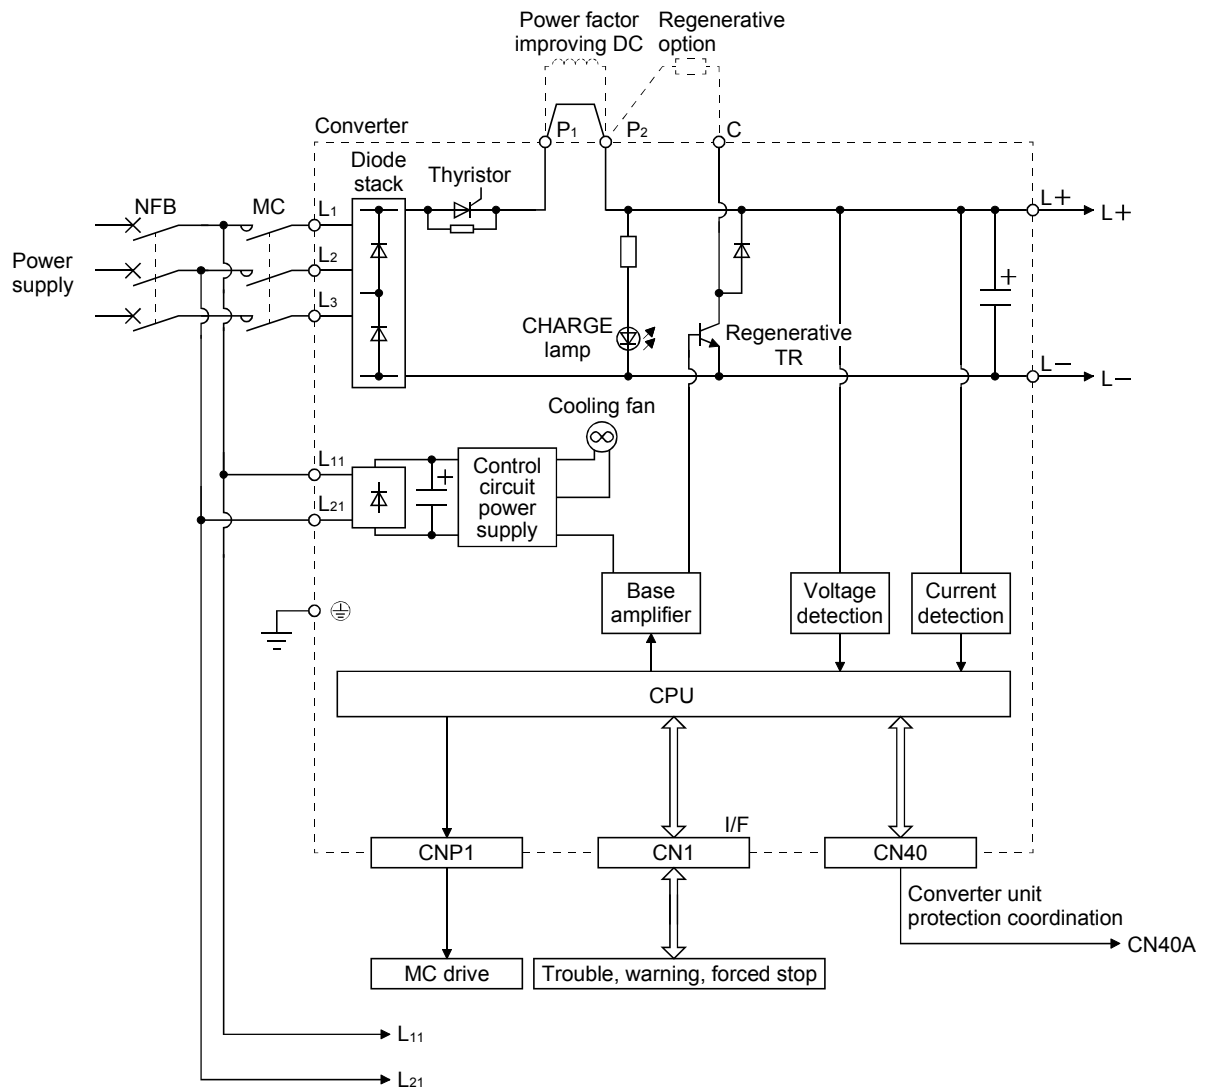 Power factor
improving DC
Regenerative
option
Converter
P1
P2
C
Diode
stack
Thyristor
NFB
MC
L1
L+
L+
Power
supply
L2
L3
CHARGE
lamp
Regenerative
TR
+
L−
L−
Cooling fan
L11
+
Control
circuit
power
supply
L21
Base
amplifier
Voltage
detection
Current
detection
CPU
I/F
CNP1
CN1
CN40
Converter unit
protection coordination
CN40A
MC drive
Trouble, warning, forced stop
L11
L21